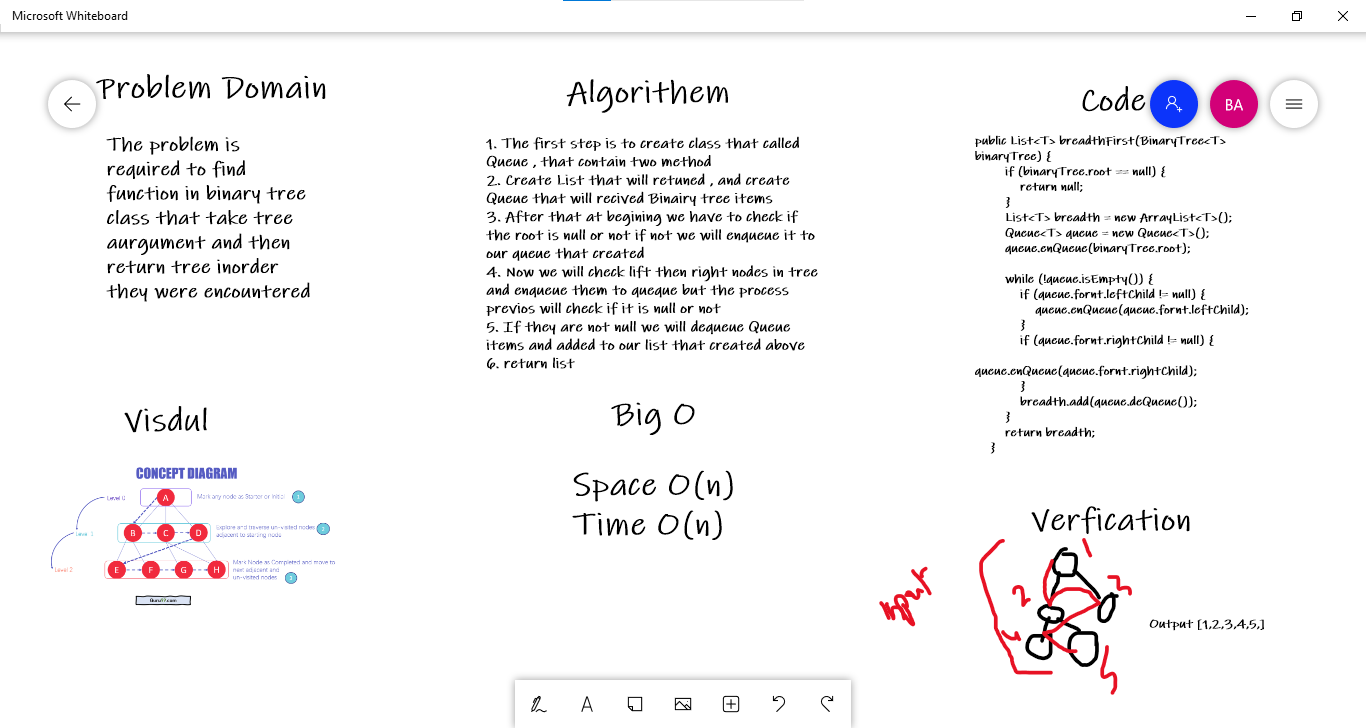 Microsoft Whiteboard
Problem Domain
The problem is
required to find
function in binary tree
class that take tree
aurgument and then
return tree inorder
they were encountered
Visdul
CONCEPT DIAGRAM
Level 0
A
Mark any node as Starter or Initial
1
Level 1
B
C
D
Explore and traverse un-visited nodes
adjacent to starting node
2
Level 2
E
F
G
H
Mark Node as Completed and move to
next adjacent and
un-visited nodes
3
Guru99.com
Algorithem
1. The first step is to create class that called
Queue , that contain two method
2. Create List that will retuned , and create
Queue that will recived Binairy tree items
3. After that at begining we have to check if
the root is null or not if not we will enqueue it to
our queue that created
4. Now we will check lift then right nodes in tree
and enqueue them to queque but the process
previos will check if it is null or not
5. If they are not null we will dequeue Queue
items and added to our list that created above
6. return list
Big O
Space O(n)
Time O(n)
Code
BA
public List<T> breadthFirst(BinaryTree<T>
binaryTree) {
if (binaryTree.root == null) {
return null;
}
List<T> breadth = new ArrayList<T>();
Queue<T> queue = new Queue<T>();
queue.enQueue(binaryTree.root);
while (!queue.isEmpty()) {
if (queue.fornt.leftChild != null) {
queue.enQueue(queue.fornt.leftChild);
}
if (queue.fornt.rightChild != null) {
queue.enQueue(queue.fornt.rightChild);
}
breadth.add(queue.deQueue());
}
return breadth;
}
Verfication
input
1
2
3
4
5
Output [1,2,3,4,5,]
A